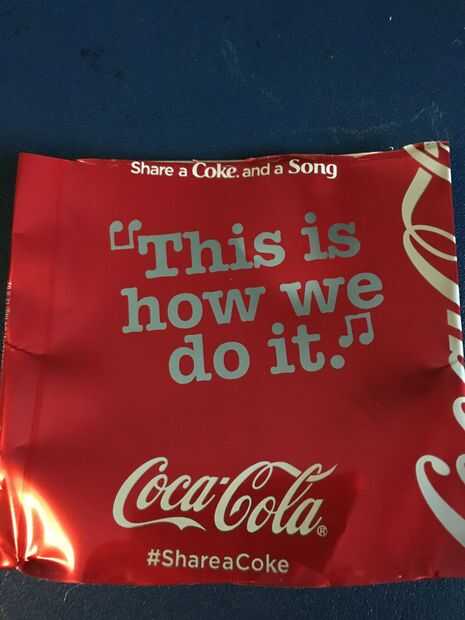 Share a Coke and a Song
"This is
how we
do it."
Coca-Cola®
#ShareaCoke